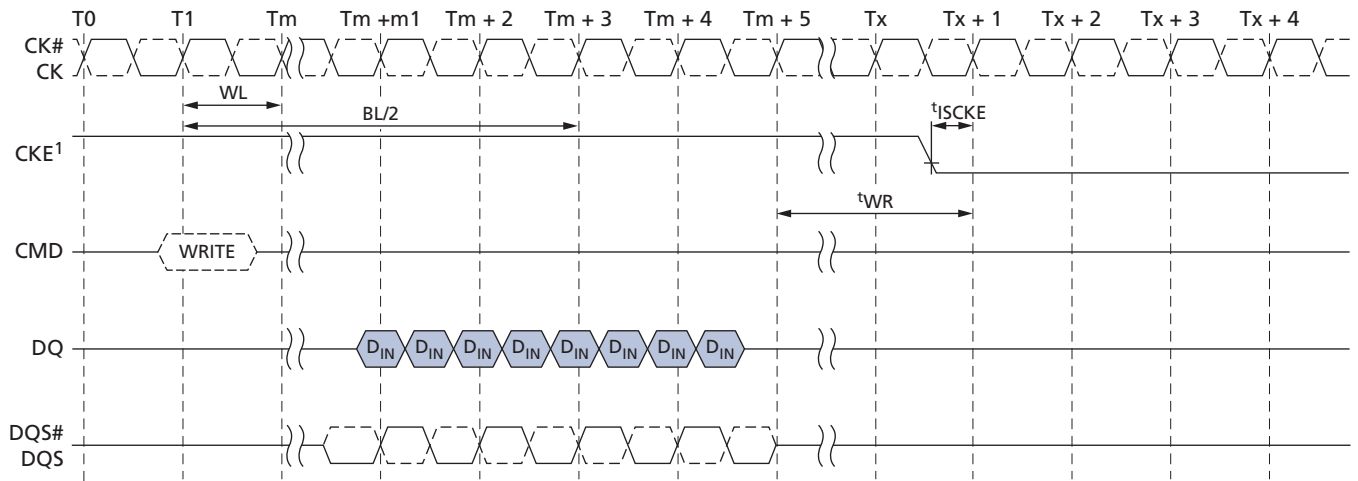 T0 T1 Tm Tm +m1 Tm + 2 Tm + 3 Tm + 4 Tm + 5 Tx Tx + 1 Tx + 2 Tx + 3 Tx + 4
CK#
CK
WL
BL/2
tISCKE
CKE1
tWR
CMD WRITE
DQ DIN DIN DIN DIN DIN DIN DIN DIN
DQS#
DQS